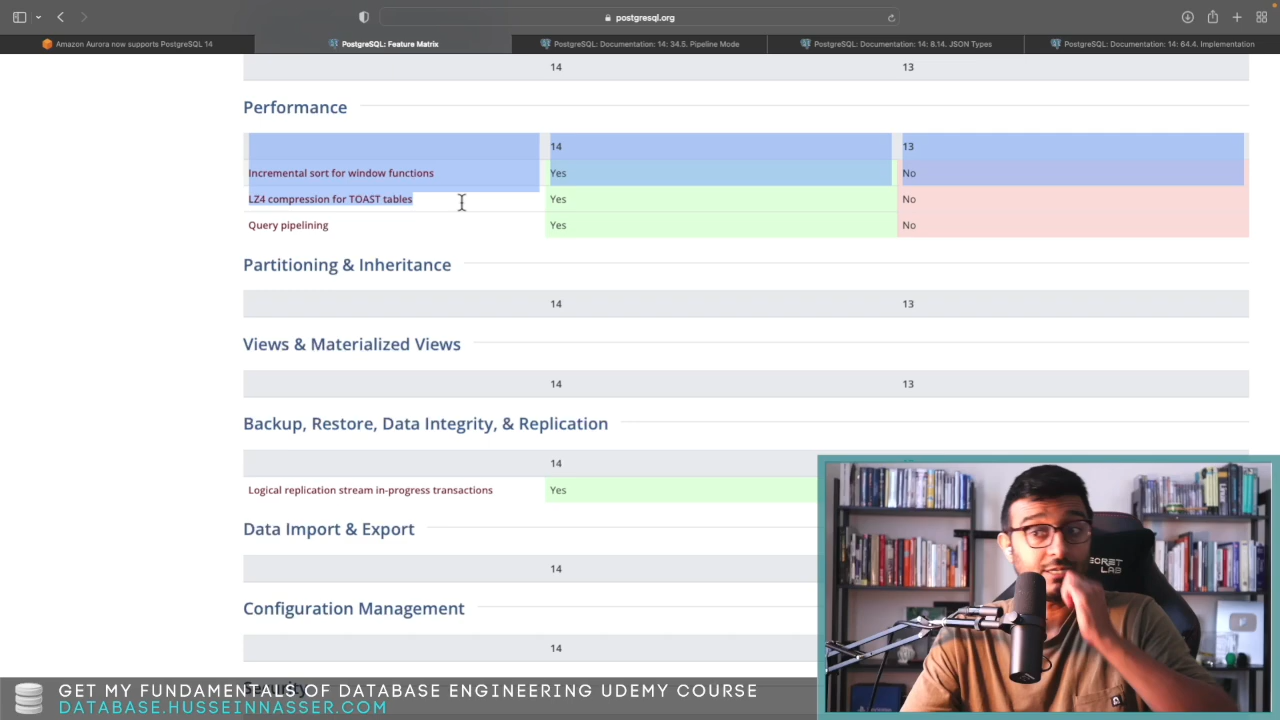 postgresql.org
Amazon Aurora now supports PostgreSQL 14
PostgreSQL: Feature Matrix
PostgreSQL: Documentation: 14: 34.5. Pipeline Mode
PostgreSQL: Documentation: 14: 8.14. JSON Types
PostgreSQL: Documentation: 14: 64.4. Implementation
14 13
Performance
14 13
Incremental sort for window functions Yes No
LZ4 compression for TOAST tables Yes No
Query pipelining Yes No
Partitioning & Inheritance
14 13
Views & Materialized Views
14 13
Backup, Restore, Data Integrity, & Replication
14
Logical replication stream in-progress transactions Yes
Data Import & Export
14
Configuration Management
14
SECRET
LAB
GET MY FUNDAMENTALS OF DATABASE ENGINEERING UDEMY COURSE
DATABASE.HUSSEINNASSER.COM